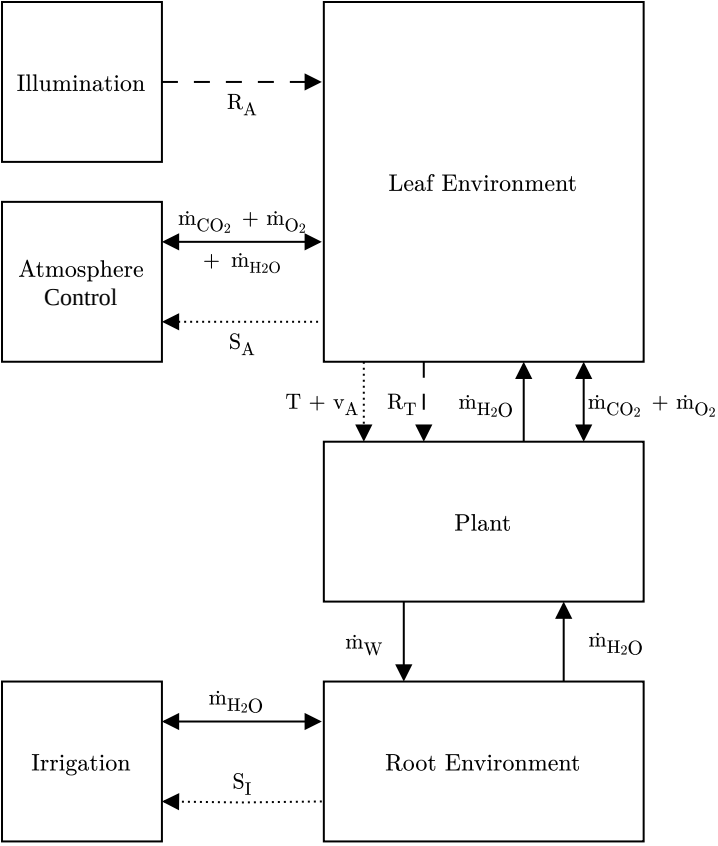 Illumination
R_A
Leaf Environment
ṁ_CO₂ + ṁ_O₂
+ ṁ_H₂O
Atmosphere
Control
S_A
T + v_A
R_T
ṁ_H₂O
ṁ_CO₂ + ṁ_O₂
Plant
ṁ_W
ṁ_H₂O
ṁ_H₂O
Irrigation
Root Environment
S_I